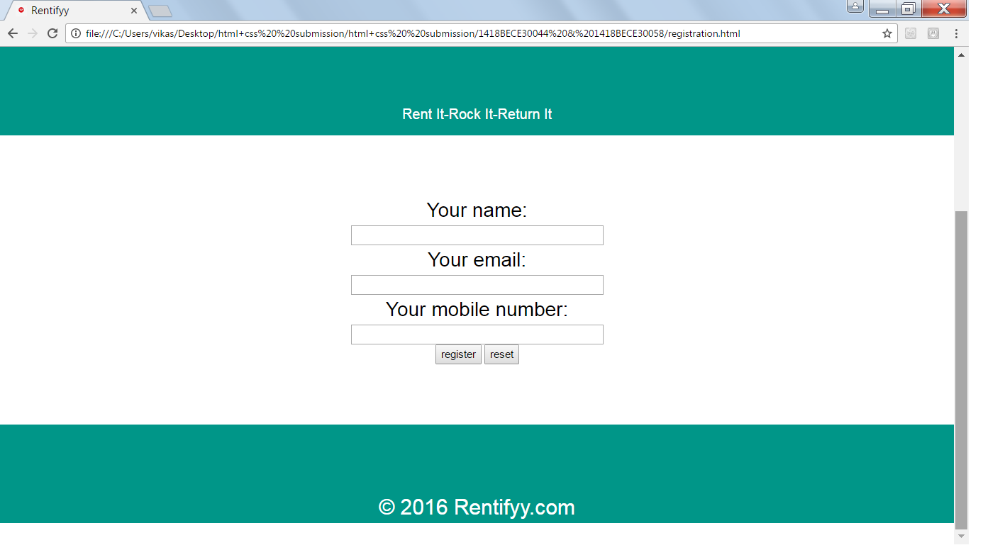 Rentifyy
file:///C:/Users/vikas/Desktop/html+css%20%20submission/html+css%20%20submission/1418BECE30044%20&%201418BECE30058/registration.html
Rent It-Rock It-Return It
Your name:
Your email:
Your mobile number:
register reset
© 2016 Rentifyy.com